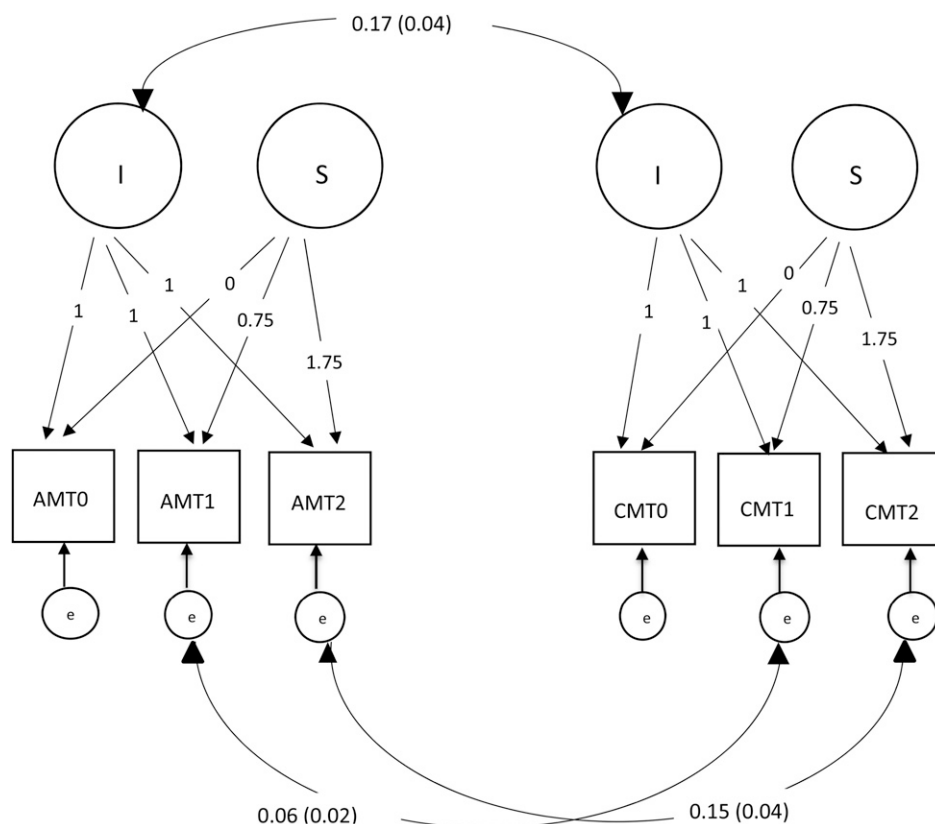 0.17 (0.04)
I S I S
1 1 1 0 0.75 1.75 1 1 1 0 0.75 1.75
AMT0 AMT1 AMT2 CMT0 CMT1 CMT2
e e e e e e
0.06 (0.02) 0.15 (0.04)